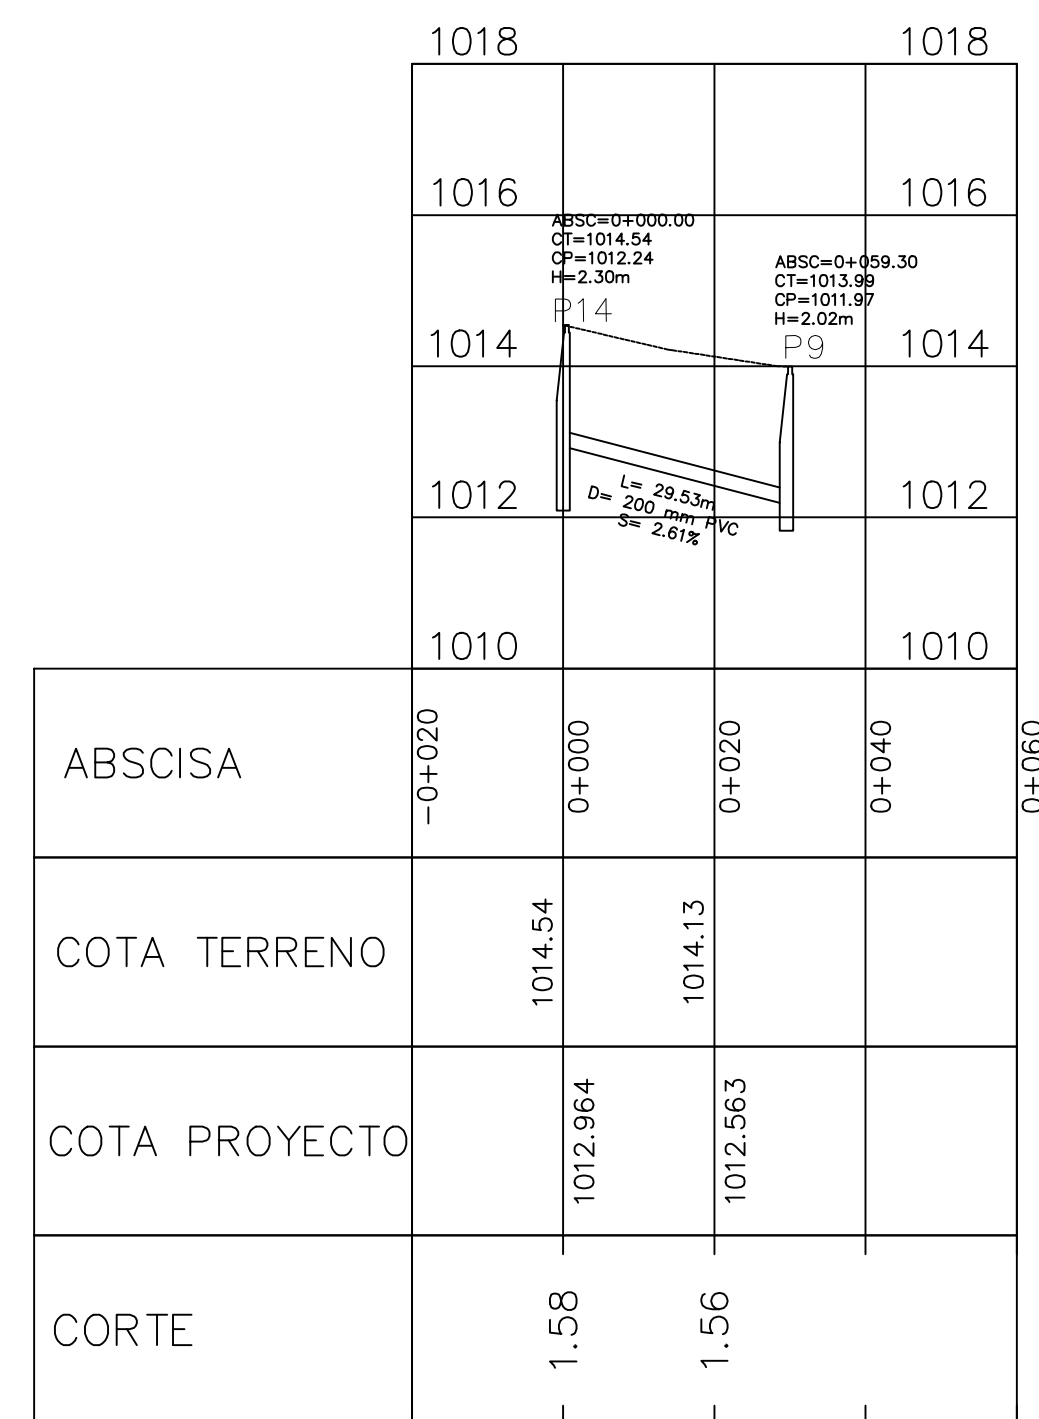 1018 1018
1016 1016
ABSC=0+000.00
CT=1014.54
CP=1012.24
H=2.30m
P14
ABSC=0+059.30
CT=1013.99
CP=1011.97
H=2.02m
P9
1014 1014
L= 29.53m
D= 200 mm PVC
S= 2.61%
1012 1012
1010 1010
ABSCISA -0+020 0+000 0+020 0+040 0+060
COTA TERRENO 1014.54 1014.13
COTA PROYECTO 1012.964 1012.563
CORTE 1.58 1.56